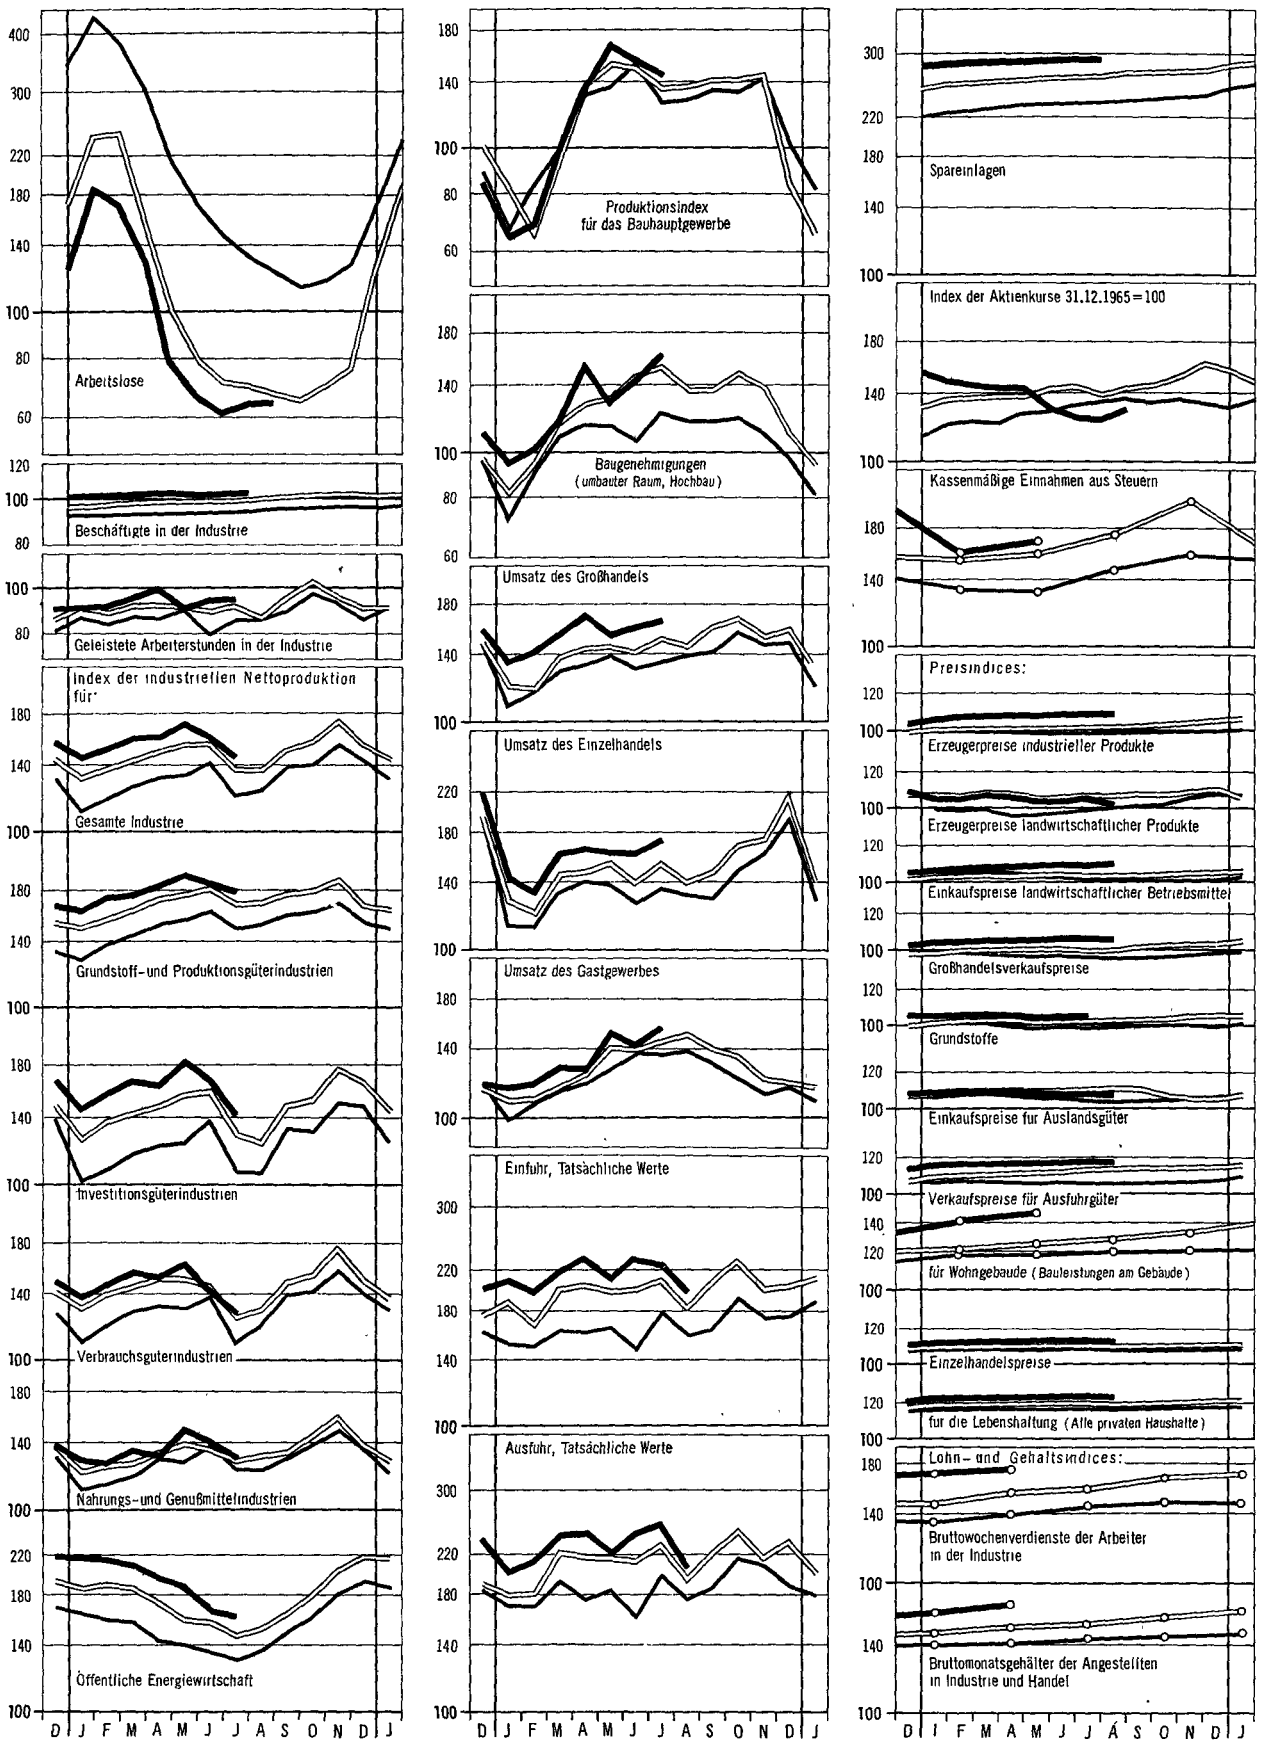 400
300
220
180
140
100
80
60
Arbeitslose
120
100
80
Beschäftigte in der Industrie
100
80
Geleistete Arbeiterstunden in der Industrie
Index der industriellen Nettoproduktion
für:
180
140
Gesamte Industrie
100
180
140
Grundstoff- und Produktionsgüterindustrien
100
180
140
100
Investitionsgüterindustrien
180
140
100
Verbrauchsgüterindustrien
180
140
Nahrungs- und Genußmittelindustrien
100
220
180
140
Öffentliche Energiewirtschaft
100
D J F M A M J J A S O N D J
180
140
100
80
60
Produktionsindex
für das Bauhauptgewerbe
180
140
100
80
60
Baugenehmigungen
(umbauter Raum, Hochbau)
Umsatz des Großhandels
180
140
100
Umsatz des Einzelhandels
220
180
140
100
Umsatz des Gastgewerbes
180
140
100
Einfuhr, Tatsächliche Werte
300
220
180
140
100
Ausfuhr, Tatsächliche Werte
300
220
180
140
100
D J F M A M J J A S O N D J
300
220
180
140
100
Spareinlagen
Index der Aktienkurse 31.12.1965=100
180
140
100
Kassenmäßige Einnahmen aus Steuern
180
140
100
Preisindices:
120
100
Erzeugerpreise industrieller Produkte
120
100
Erzeugerpreise landwirtschaftlicher Produkte
120
100
Einkaufspreise landwirtschaftlicher Betriebsmittel
120
100
Großhandelsverkaufspreise
120
100
Grundstoffe
120
100
Einkaufspreise für Auslandsgüter
120
100
Verkaufspreise für Ausfuhrgüter
140
120
für Wohngebäude (Bauleistungen am Gebäude)
100
120
100
Einzelhandelspreise
120
für die Lebenshaltung (Alle privaten Haushalte)
100
Lohn- und Gehaltsindices:
180
140
Bruttowochenverdienste der Arbeiter
in der Industrie
100
140
Bruttomonatsgehälter der Angestellten
in Industrie und Handel
100
D J F M A M J J A S O N D J